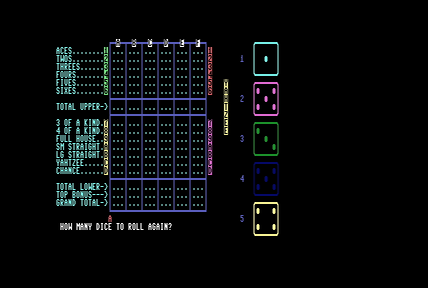 ACES
TWOS
THREES
FOURS
FIVES
SIXES
TOTAL UPPER->
3 OF A KIND
4 OF A KIND
FULL HOUSE
SM STRAIGHT
LG STRAIGHT
YAHTZEE
CHANCE
TOTAL LOWER->
TOP BONUS--->
GRAND TOTAL->
HOW MANY DICE TO ROLL AGAIN?
1
2
3
4
5